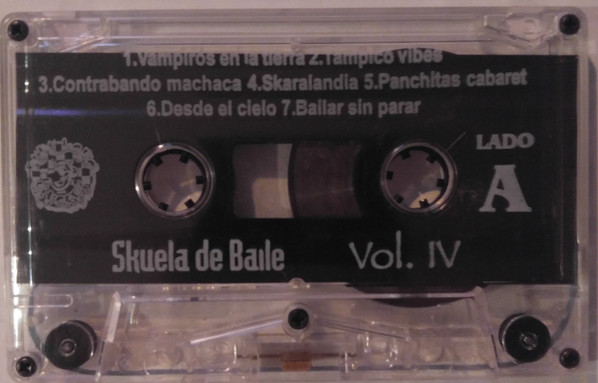 1.Vampiros en la tierra 2.Tampico vibes
3.Contrabando machaca 4.Skaralandia 5.Panchitas cabaret
6.Desde el cielo 7.Bailar sin parar
LADO
A
Skuela de Baile Vol. IV